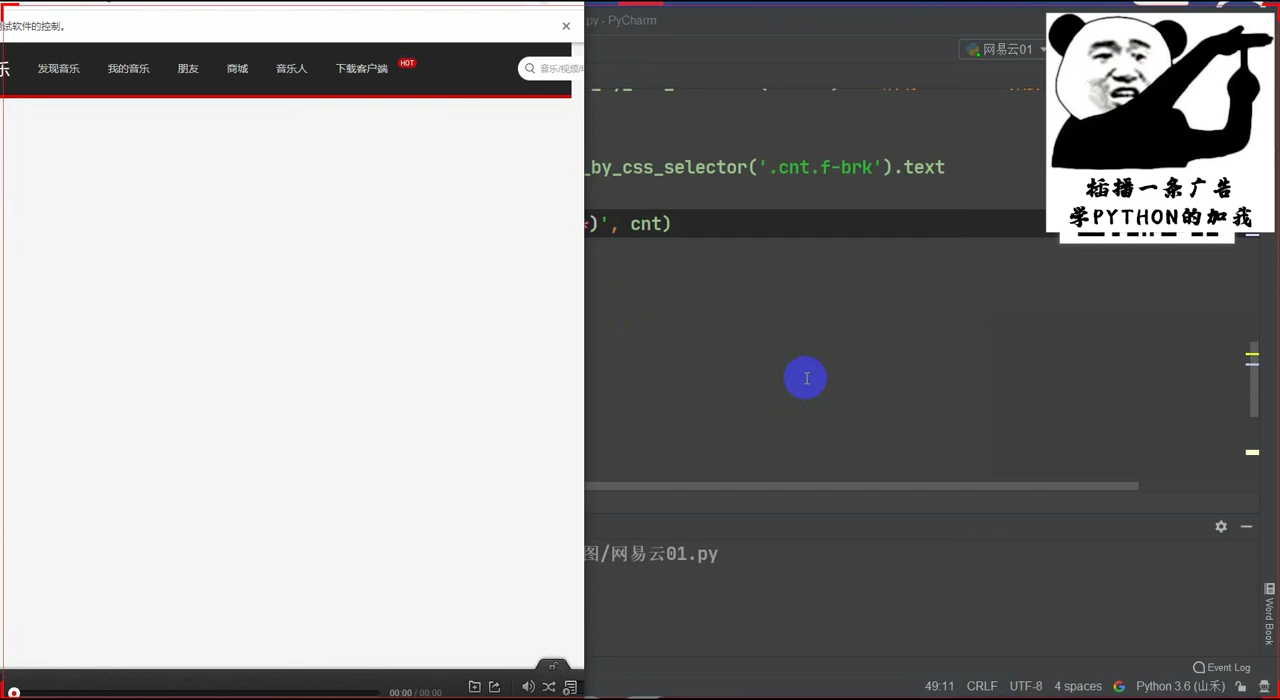 试软件的控制。
乐
发现音乐
我的音乐
朋友
商城
音乐人
下载客户端
HOT
音乐/视频/
00:00 / 00:00
py - PyCharm
网易云01
_by_css_selector('.cnt.f-brk').text
)', cnt)
插播一条广告
学PYTHON的加我
图/网易云01.py
Word Book
Event Log
49:11 CRLF UTF-8 4 spaces Python 3.6 (山禾)